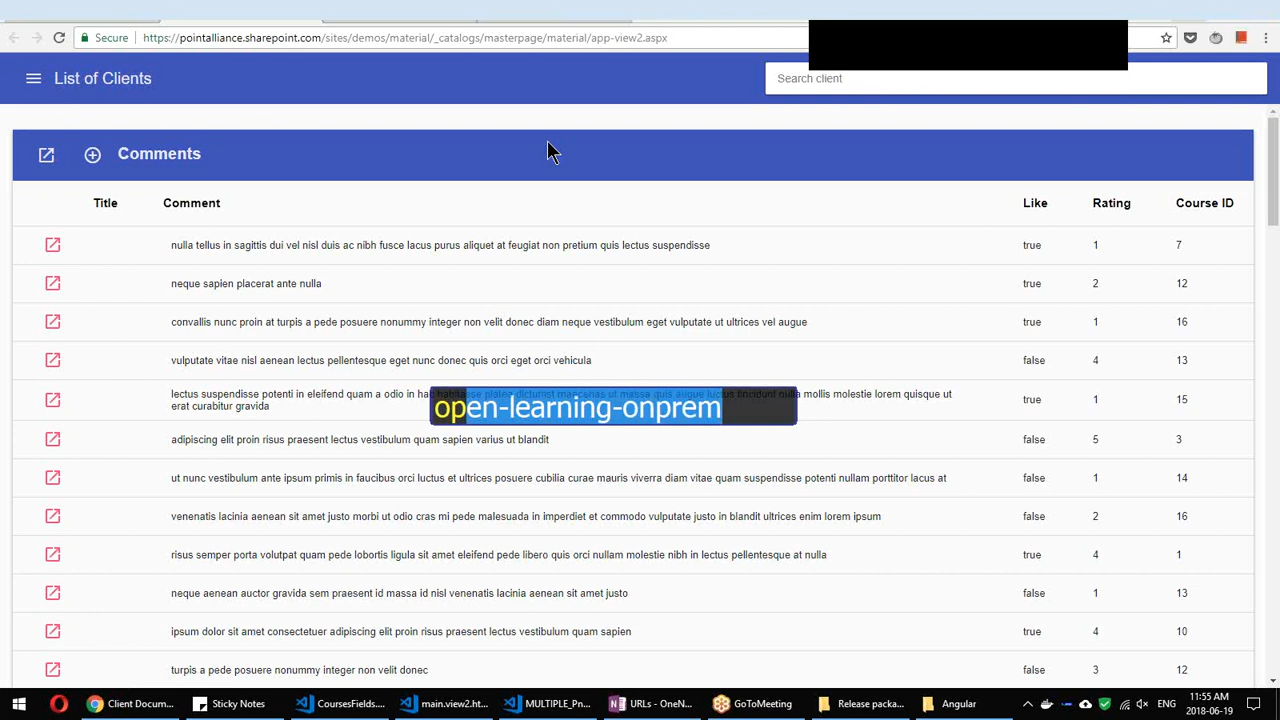 Secure https://pointalliance.sharepoint.com/sites/demos/material/_catalogs/masterpage/material/app-view2.aspx
List of Clients
Search client
Comments
Title Comment Like Rating Course ID
nulla tellus in sagittis dui vel nisl duis ac nibh fusce lacus purus aliquet at feugiat non pretium quis lectus suspendisse true 1 7
neque sapien placerat ante nulla true 2 12
convallis nunc proin at turpis a pede posuere nonummy integer non velit donec diam neque vestibulum eget vulputate ut ultrices vel augue true 1 16
vulputate vitae nisl aenean lectus pellentesque eget nunc donec quis orci eget orci vehicula false 4 13
lectus suspendisse potenti in eleifend quam a odio in hac habitasse platea dictumst maecenas ut massa quis augue luctus tincidunt nulla mollis molestie lorem quisque ut
erat curabitur gravida true 1 15
open-learning-onprem
adipiscing elit proin risus praesent lectus vestibulum quam sapien varius ut blandit false 5 3
ut nunc vestibulum ante ipsum primis in faucibus orci luctus et ultrices posuere cubilia curae mauris viverra diam vitae quam suspendisse potenti nullam porttitor lacus at false 1 14
venenatis lacinia aenean sit amet justo morbi ut odio cras mi pede malesuada in imperdiet et commodo vulputate justo in blandit ultrices enim lorem ipsum false 2 16
risus semper porta volutpat quam pede lobortis ligula sit amet eleifend pede libero quis orci nullam molestie nibh in lectus pellentesque at nulla true 4 1
neque aenean auctor gravida sem praesent id massa id nisl venenatis lacinia aenean sit amet justo false 1 13
ipsum dolor sit amet consectetuer adipiscing elit proin risus praesent lectus vestibulum quam sapien true 4 10
turpis a pede posuere nonummy integer non velit donec false 3 12
Client Docum... Sticky Notes CoursesFields.... main.view2.ht... MULTIPLE_Pn... URLs - OneN... GoToMeeting Release packa... Angular ENG 11:55 AM
2018-06-19